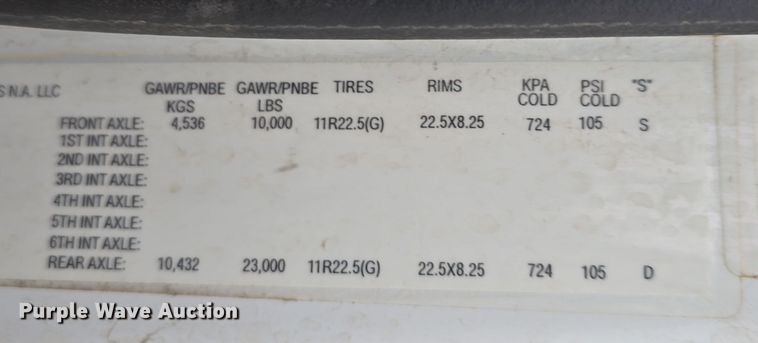 S N.A. LLC GAWR/PNBE GAWR/PNBE TIRES RIMS KPA PSI "S"
KGS LBS COLD COLD
FRONT AXLE: 4,536 10,000 11R22.5(G) 22.5X8.25 724 105 S
1ST INT AXLE:
2ND INT AXLE:
3RD INT AXLE:
4TH INT AXLE:
5TH INT AXLE:
6TH INT AXLE:
REAR AXLE: 10,432 23,000 11R22.5(G) 22.5X8.25 724 105 D
Purple Wave Auction